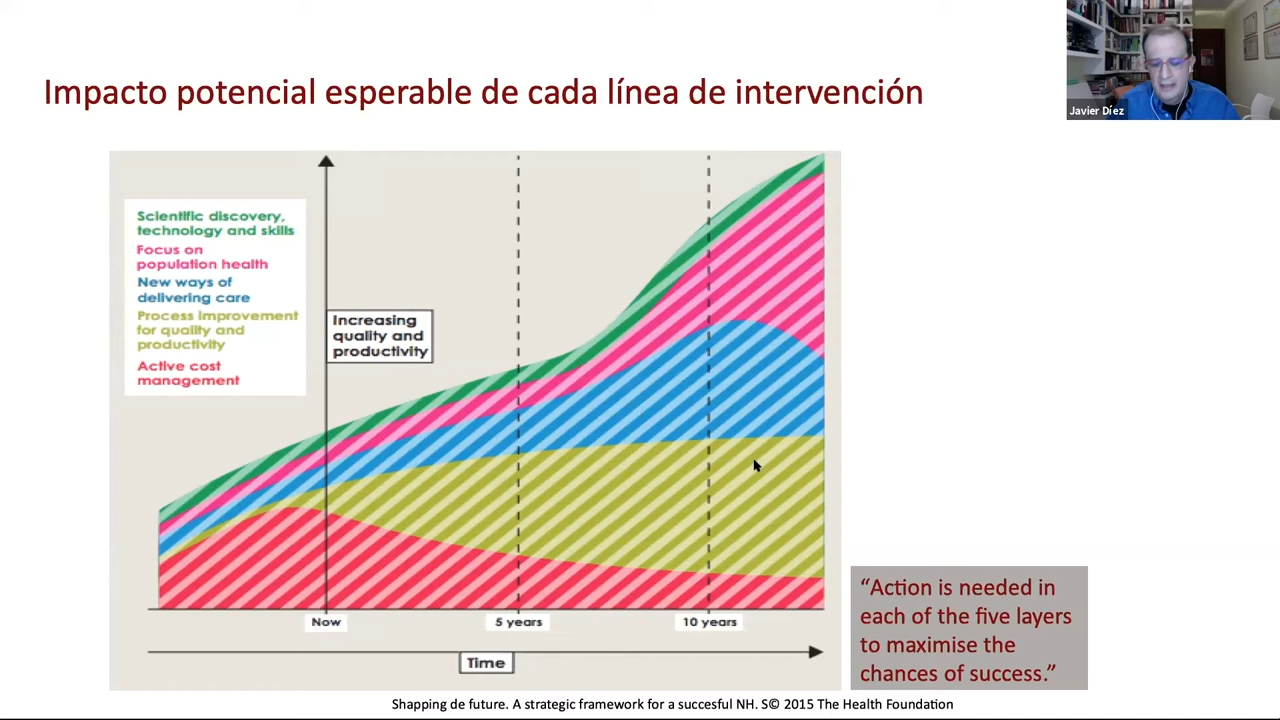 Impacto potencial esperable de cada línea de intervención
Javier Díez
Scientific discovery,
technology and skills
Focus on
population health
New ways of
delivering care
Process improvement
for quality and
productivity
Active cost
management
Increasing
quality and
productivity
Now
5 years
10 years
Time
“Action is needed in
each of the five layers
to maximise the
chances of success.”
Shapping de future. A strategic framework for a succesful NH. S© 2015 The Health Foundation